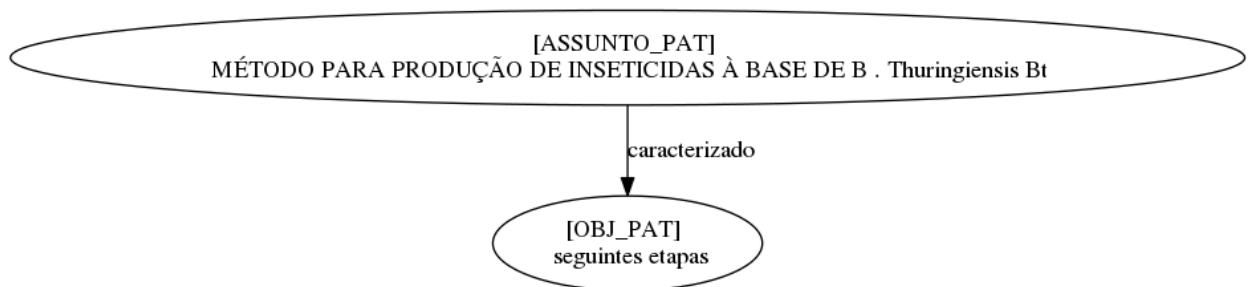 [ASSUNTO_PAT]
MÉTODO PARA PRODUÇÃO DE INSETICIDAS À BASE DE B . Thuringiensis Bt
caracterizado
[OBJ_PAT]
seguintes etapas